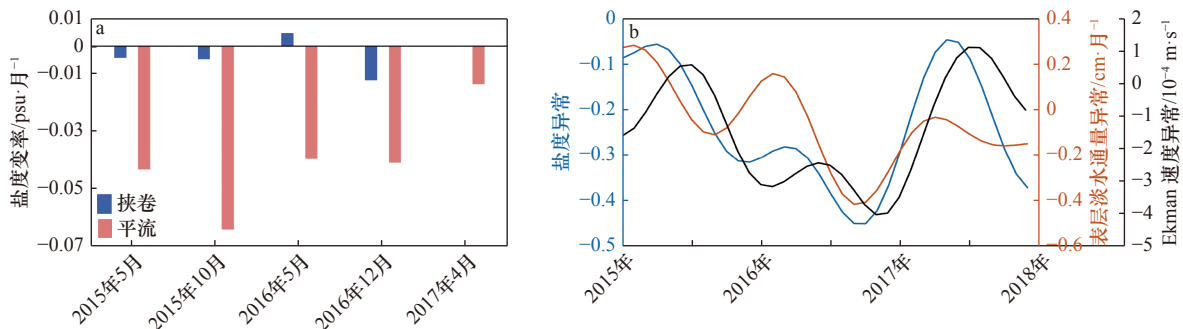 a
0.01
0
−0.01
−0.03
−0.05
−0.07
盐度变率/psu·月⁻¹
挟卷
平流
2015年5月
2015年10月
2016年5月
2016年12月
2017年4月
b
0
−0.1
−0.2
−0.3
−0.4
−0.5
盐度异常
2015年
2016年
2017年
2018年
0.4
0.2
0
−0.2
−0.4
−0.6
表层淡水通量异常/cm·月⁻¹
2
1
0
−1
−2
−3
−4
−5
Ekman 速度异常/10⁻⁴ m·s⁻¹